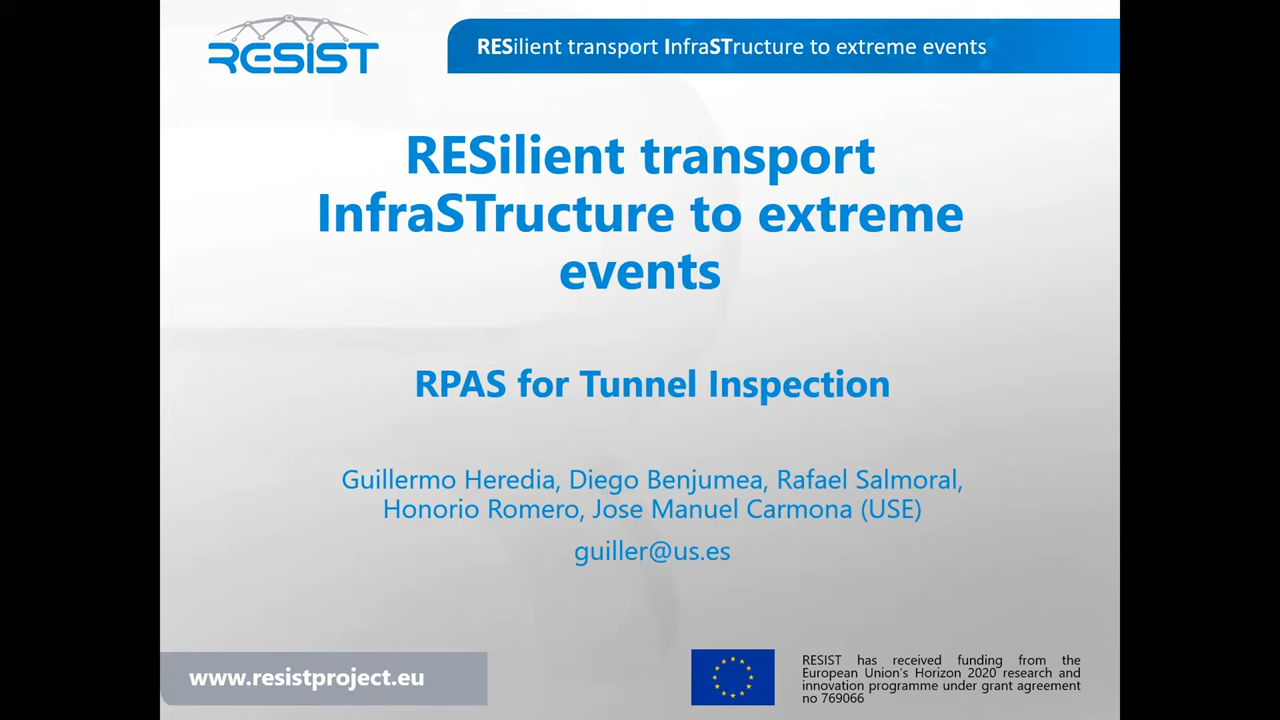 RESIST
RESilient transport InfraSTructure to extreme events
RESilient transport
InfraSTructure to extreme
events
RPAS for Tunnel Inspection
Guillermo Heredia, Diego Benjumea, Rafael Salmoral,
Honorio Romero, Jose Manuel Carmona (USE)
guiller@us.es
www.resistproject.eu
RESIST has received funding from the
European Union’s Horizon 2020 research and
innovation programme under grant agreement
no 769066